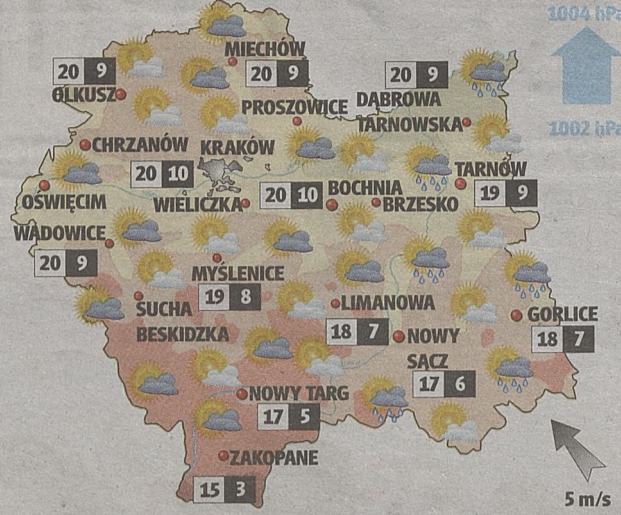 1004 hPa
MIECHÓW
20 9
20 9
20 9
OLKUSZ
PROSZOWICE
DĄBROWA
TARNOWSKA
1002 hPa
CHRZANÓW
KRAKÓW
20 10
TARNÓW
19 9
OŚWIĘCIM
WIELICZKA
20 10
BOCHNIA
BRZESKO
WADOWICE
20 9
MYŚLENICE
19 8
SUCHA
BESKIDZKA
LIMANOWA
18 7
GORLICE
18 7
NOWY
SĄCZ
17 6
NOWY TARG
17 5
ZAKOPANE
15 3
5 m/s